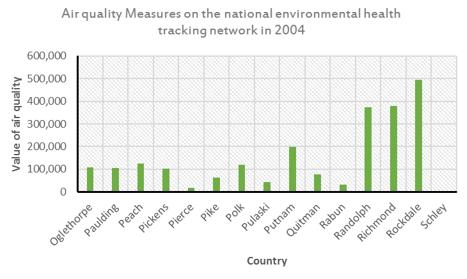 Air quality Measures on the national environmental health
tracking network in 2004
600,000
500,000
400,000
300,000
200,000
100,000
0
Value of air quality
Oglethorpe
Paulding
Peach
Pickens
Pierce
Pike
Polk
Pulaski
Putnam
Quitman
Rabun
Randolph
Richmond
Rockdale
Schley
Country